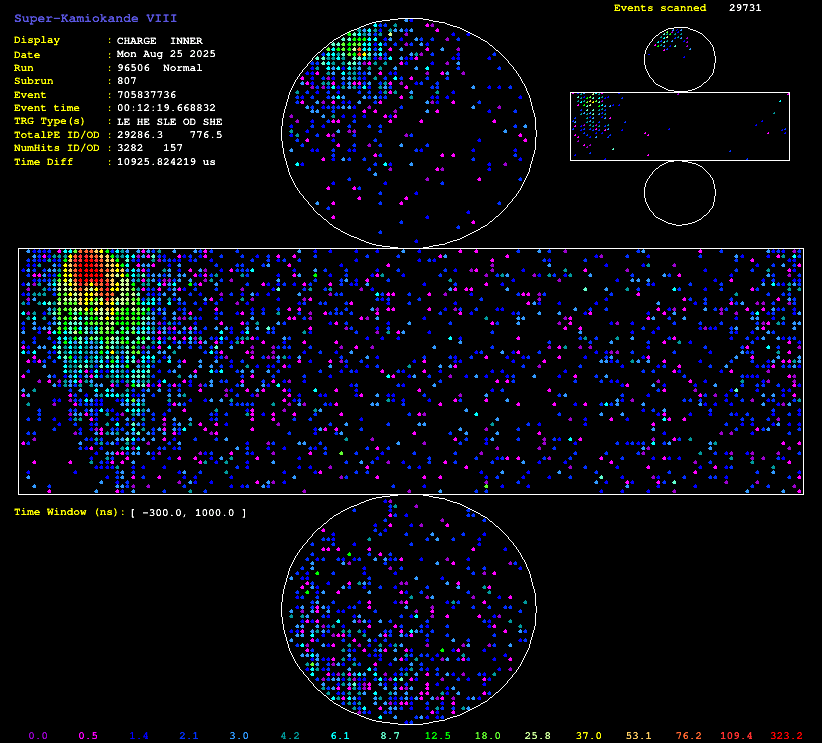 Super-Kamiokande VIII
Events scanned 29731
Display : CHARGE INNER
Date : Mon Aug 25 2025
Run : 96506 Normal
Subrun : 807
Event : 705837736
Event time : 00:12:19.668832
TRG Type(s) : LE HE SLE OD SHE
TotalPE ID/OD : 29286.3 776.5
NumHits ID/OD : 3282 157
Time Diff : 10925.824219 us
Time Window (ns): [ -300.0, 1000.0 ]
0.0 0.5 1.4 2.1 3.0 4.2 6.1 8.7 12.5 18.0 25.8 37.0 53.1 76.2 109.4 323.2